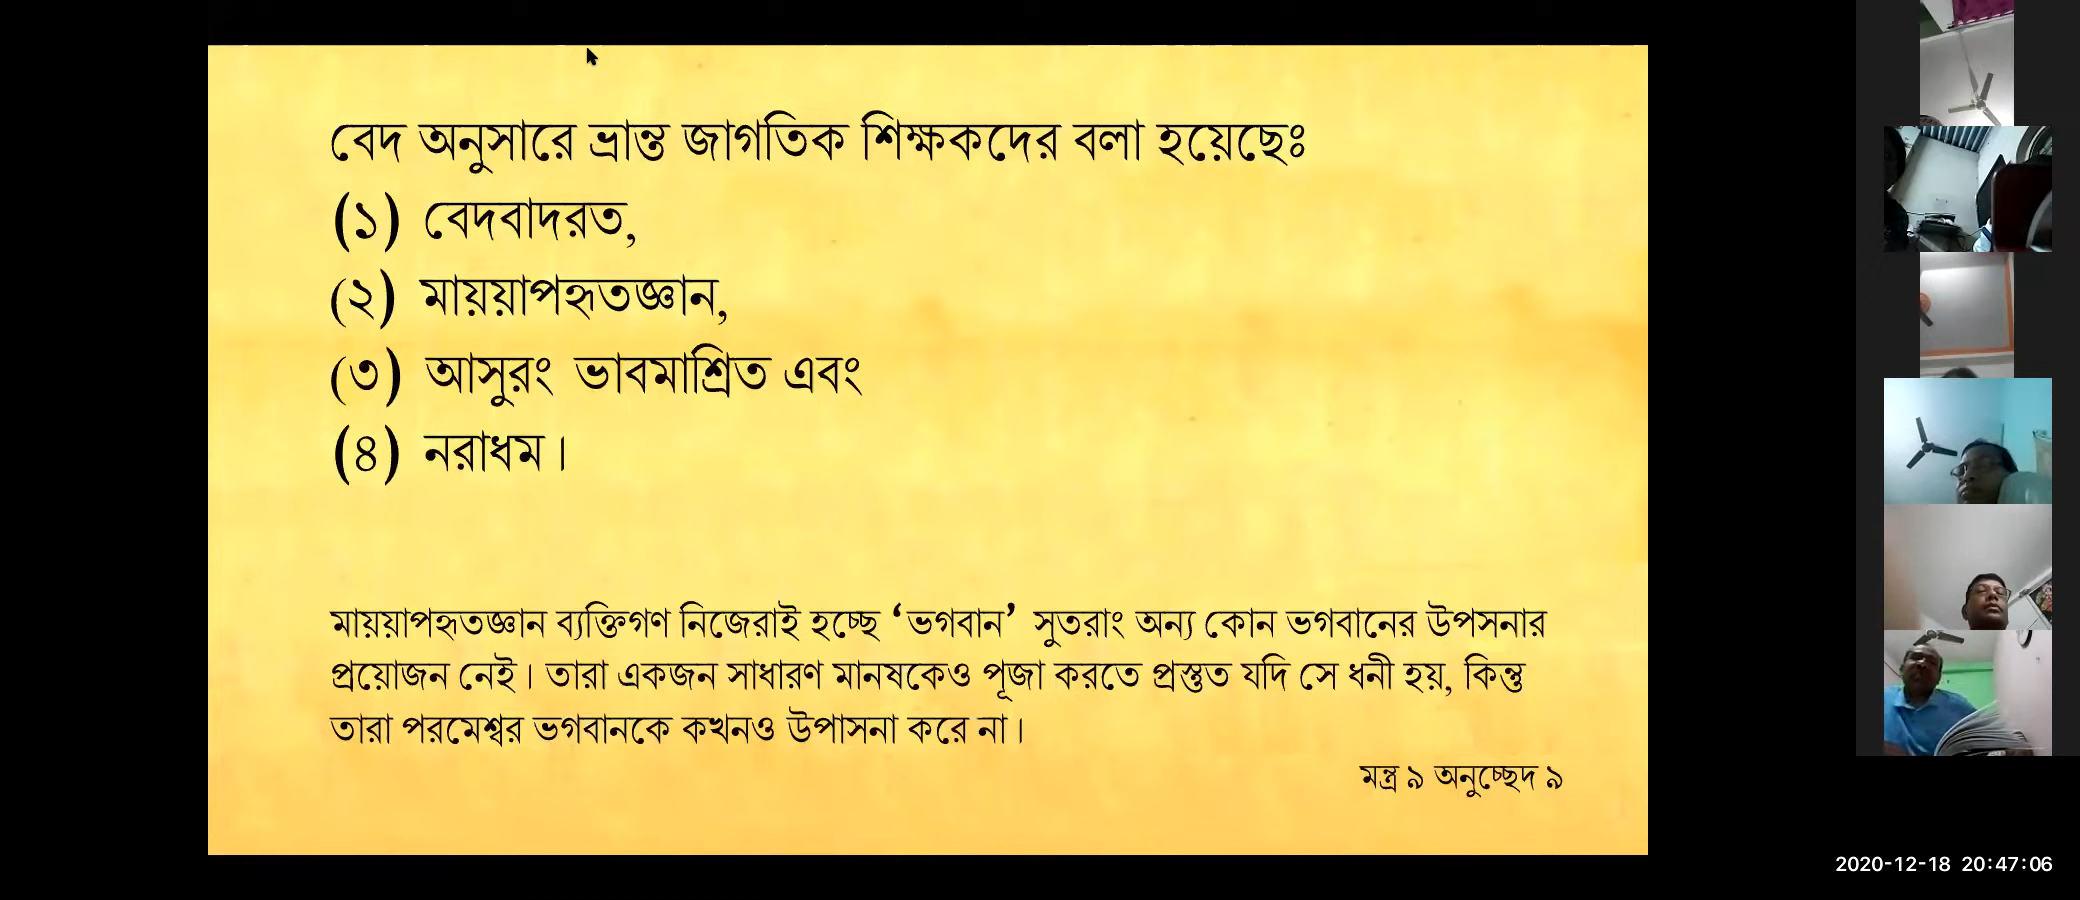 বেদ অনুসারে ভ্রান্ত জাগতিক শিক্ষকদের বলা হয়েছেঃ
(১) বেদবাদরত,
(২) মায়য়াপহৃতজ্ঞান,
(৩) আসুরং ভাবমাশ্রিত এবং
(৪) নরাধম।
মায়য়াপহৃতজ্ঞান ব্যক্তিগণ নিজেরাই হচ্ছে ‘ভগবান’ সুতরাং অন্য কোন ভগবানের উপসনার
প্রয়োজন নেই। তারা একজন সাধারণ মানষকেও পূজা করতে প্রস্তুত যদি সে ধনী হয়, কিন্তু
তারা পরমেশ্বর ভগবানকে কখনও উপাসনা করে না।
মন্ত্র ৯ অনুচ্ছেদ ৯
2020-12-18 20:47:06